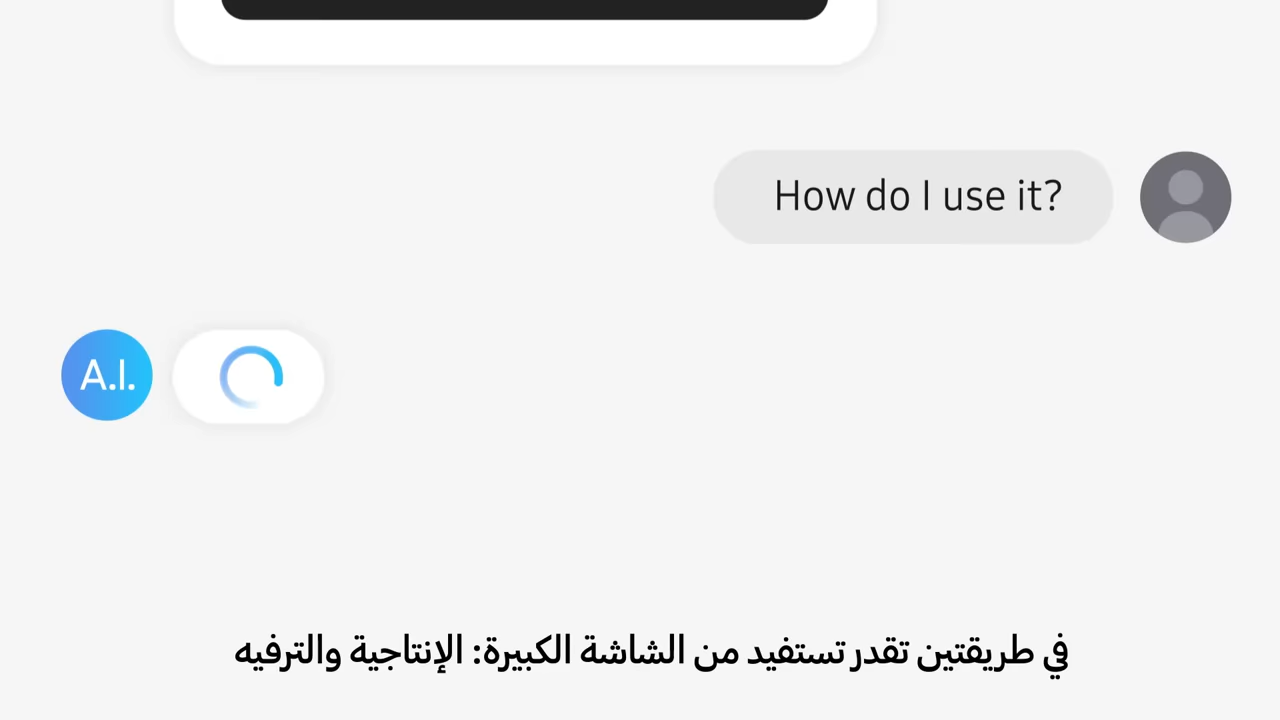 How do I use it?
A.I.
في طريقتين تقدر تستفيد من الشاشة الكبيرة: الإنتاجية والترفيه